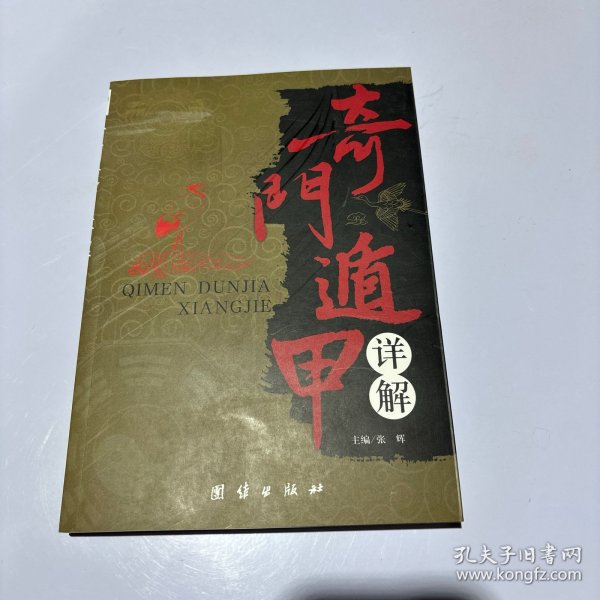 奇門遁甲
详解
QIMEN DUNJIA
XIANGJIE
主编/张 辉
团结出版社
孔夫子旧书网
www.kongfz.com